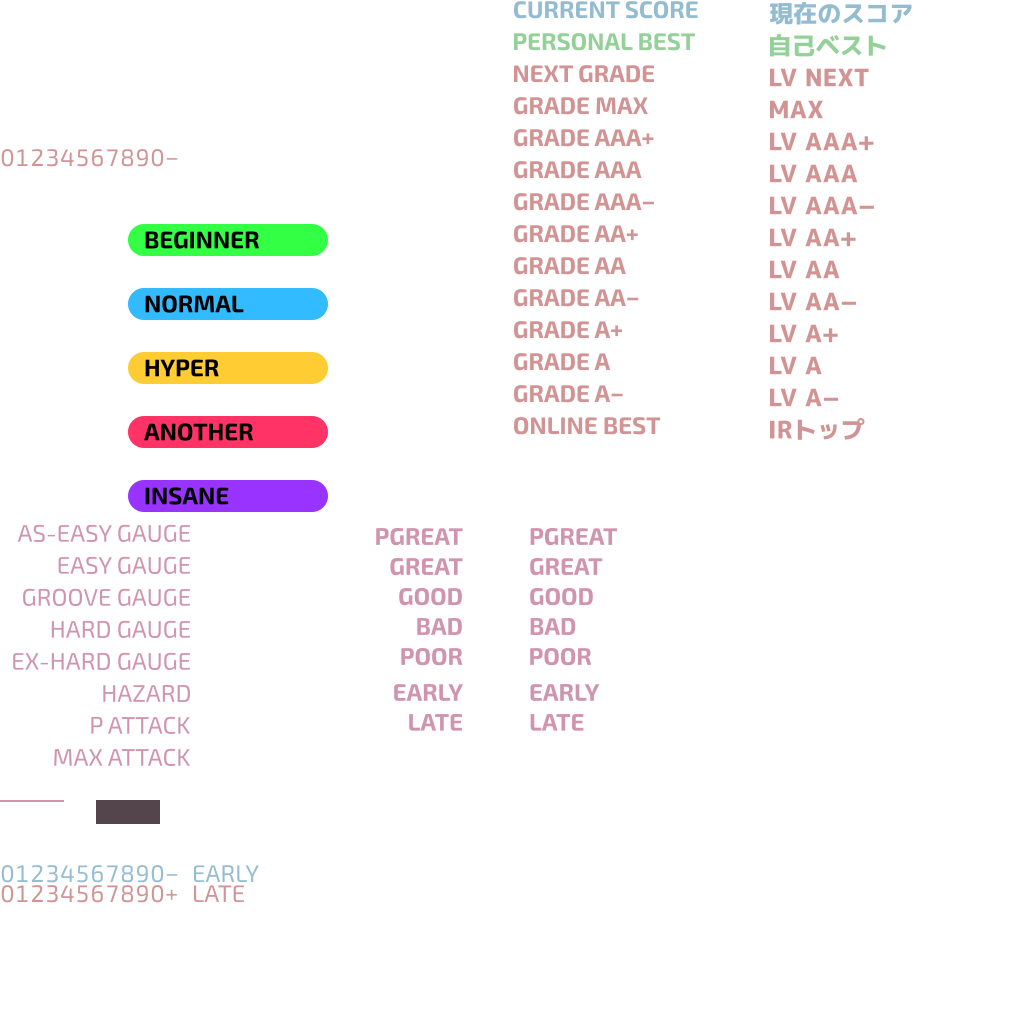 CURRENT SCORE
PERSONAL BEST
NEXT GRADE
GRADE MAX
GRADE AAA+
GRADE AAA
GRADE AAA−
GRADE AA+
GRADE AA
GRADE AA−
GRADE A+
GRADE A
GRADE A−
ONLINE BEST
現在のスコア
自己ベスト
LV NEXT
MAX
LV AAA+
LV AAA
LV AAA−
LV AA+
LV AA
LV AA−
LV A+
LV A
LV A−
IRトップ
01234567890−
BEGINNER
NORMAL
HYPER
ANOTHER
INSANE
AS-EASY GAUGE
EASY GAUGE
GROOVE GAUGE
HARD GAUGE
EX-HARD GAUGE
HAZARD
P ATTACK
MAX ATTACK
PGREAT
GREAT
GOOD
BAD
POOR
EARLY
LATE
PGREAT
GREAT
GOOD
BAD
POOR
EARLY
LATE
01234567890− EARLY
01234567890+ LATE